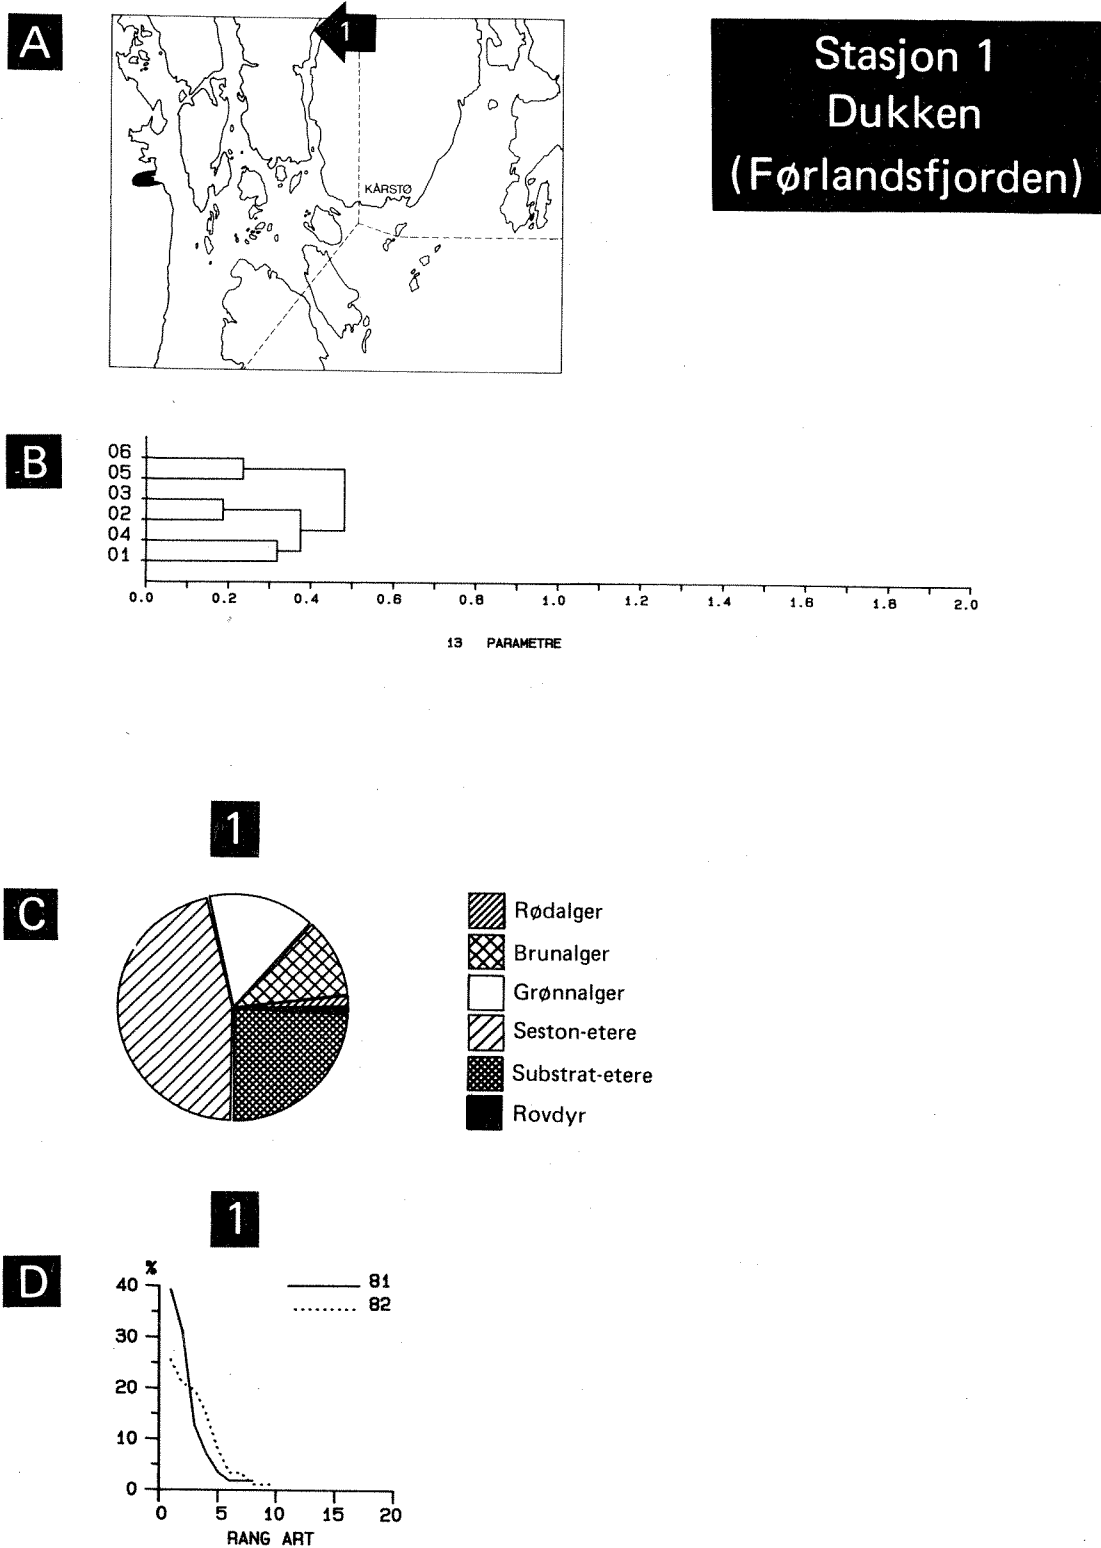 A
1
Stasjon 1
Dukken
(Førlandsfjorden)
KÅRSTØ
B
06
05
03
02
04
01
0.0 0.2 0.4 0.6 0.8 1.0 1.2 1.4 1.6 1.8 2.0
13 PARAMETRE
1
C
Rødalger
Brunalger
Grønnalger
Seston-etere
Substrat-etere
Rovdyr
1
D
%
40
30
20
10
0
81
82
0 5 10 15 20
RANG ART